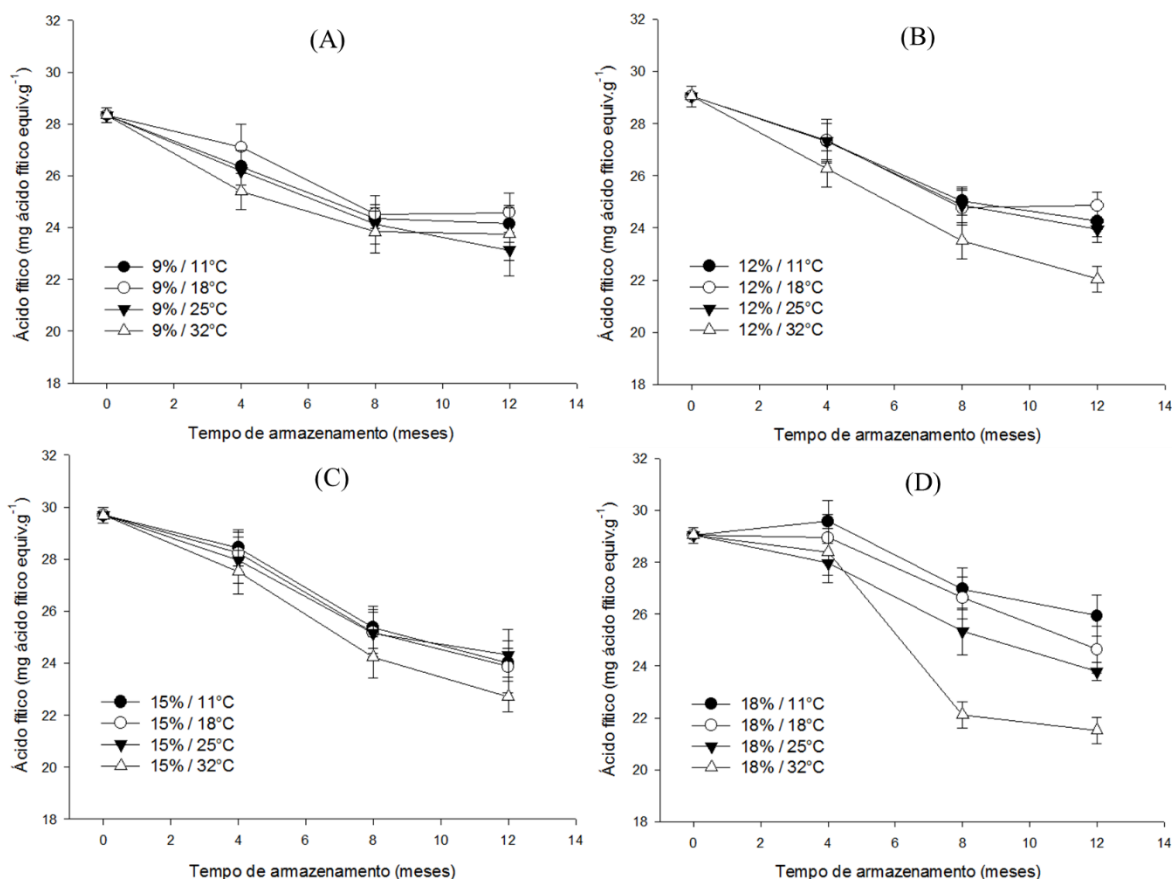 (A)
Ácido fítico (mg ácido fítico equiv.g⁻¹)
32
30
28
26
24
22
20
18
9% / 11°C
9% / 18°C
9% / 25°C
9% / 32°C
0 2 4 6 8 10 12 14
Tempo de armazenamento (meses)
(B)
Ácido fítico (mg ácido fítico equiv.g⁻¹)
32
30
28
26
24
22
20
18
12% / 11°C
12% / 18°C
12% / 25°C
12% / 32°C
0 2 4 6 8 10 12 14
Tempo de armazenamento (meses)
(C)
Ácido fítico (mg ácido fítico equiv.g⁻¹)
32
30
28
26
24
22
20
18
15% / 11°C
15% / 18°C
15% / 25°C
15% / 32°C
0 2 4 6 8 10 12 14
Tempo de armazenamento (meses)
(D)
Ácido fítico (mg ácido fítico equiv.g⁻¹)
32
30
28
26
24
22
20
18
18% / 11°C
18% / 18°C
18% / 25°C
18% / 32°C
0 2 4 6 8 10 12 14
Tempo de armazenamento (meses)